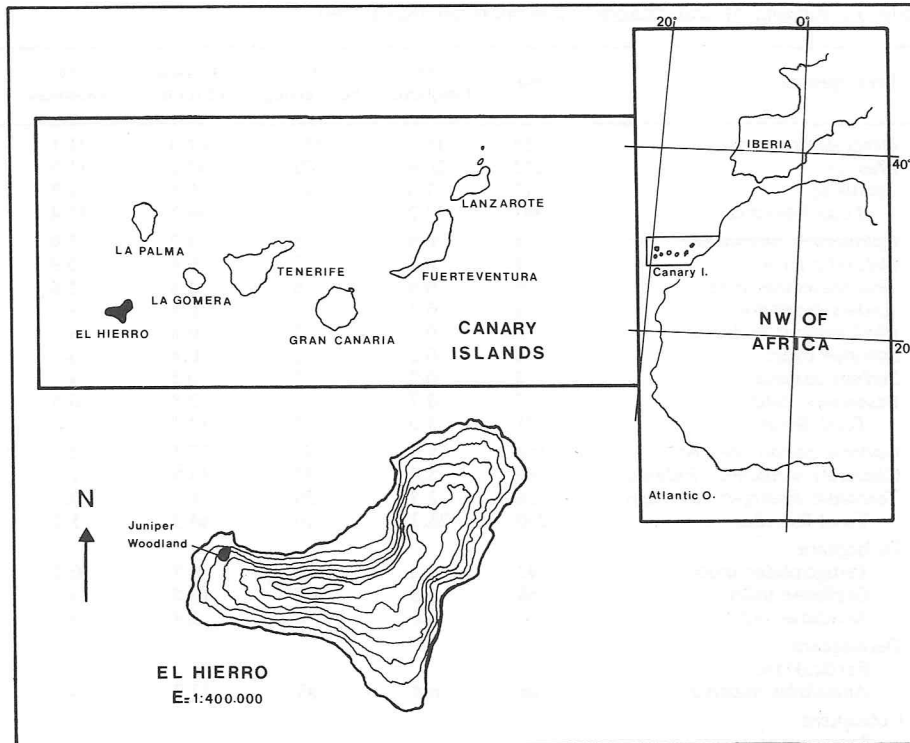 20°
0°
IBERIA
40°
Canary I.
NW OF
AFRICA
20°
Atlantic O.
LANZAROTE
LA PALMA
TENERIFE
FUERTEVENTURA
LA GOMERA
EL HIERRO
GRAN CANARIA
CANARY
ISLANDS
N
Juniper
Woodland
EL HIERRO
E=1:400.000